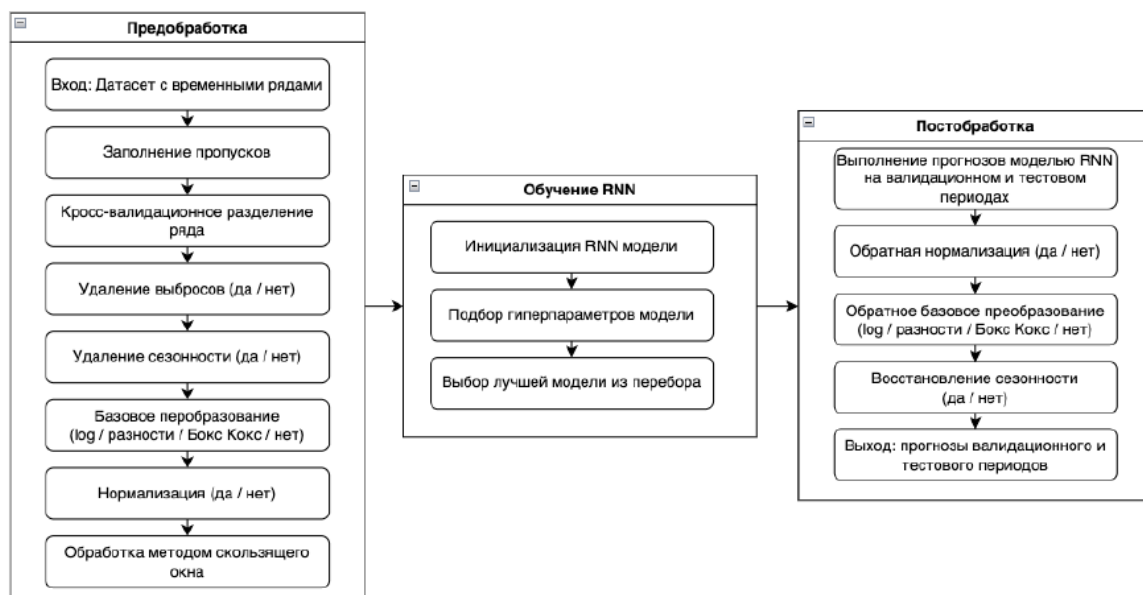 Предобработка
Вход: Датасет с временными рядами
Заполнение пропусков
Кросс-валидационное разделение
ряда
Удаление выбросов (да / нет)
Удаление сезонности (да / нет)
Базовое перобразование
(log / разности / Бокс Кокс / нет)
Нормализация (да / нет)
Обработка методом скользящего
окна
Обучение RNN
Инициализация RNN модели
Подбор гиперпараметров модели
Выбор лучшей модели из перебора
Постобработка
Выполнение прогнозов моделью RNN
на валидационном и тестовом
периодах
Обратная нормализация (да / нет)
Обратное базовое преобразование
(log / разности / Бокс Кокс / нет)
Восстановление сезонности
(да / нет)
Выход: прогнозы валидационного и
тестового периодов